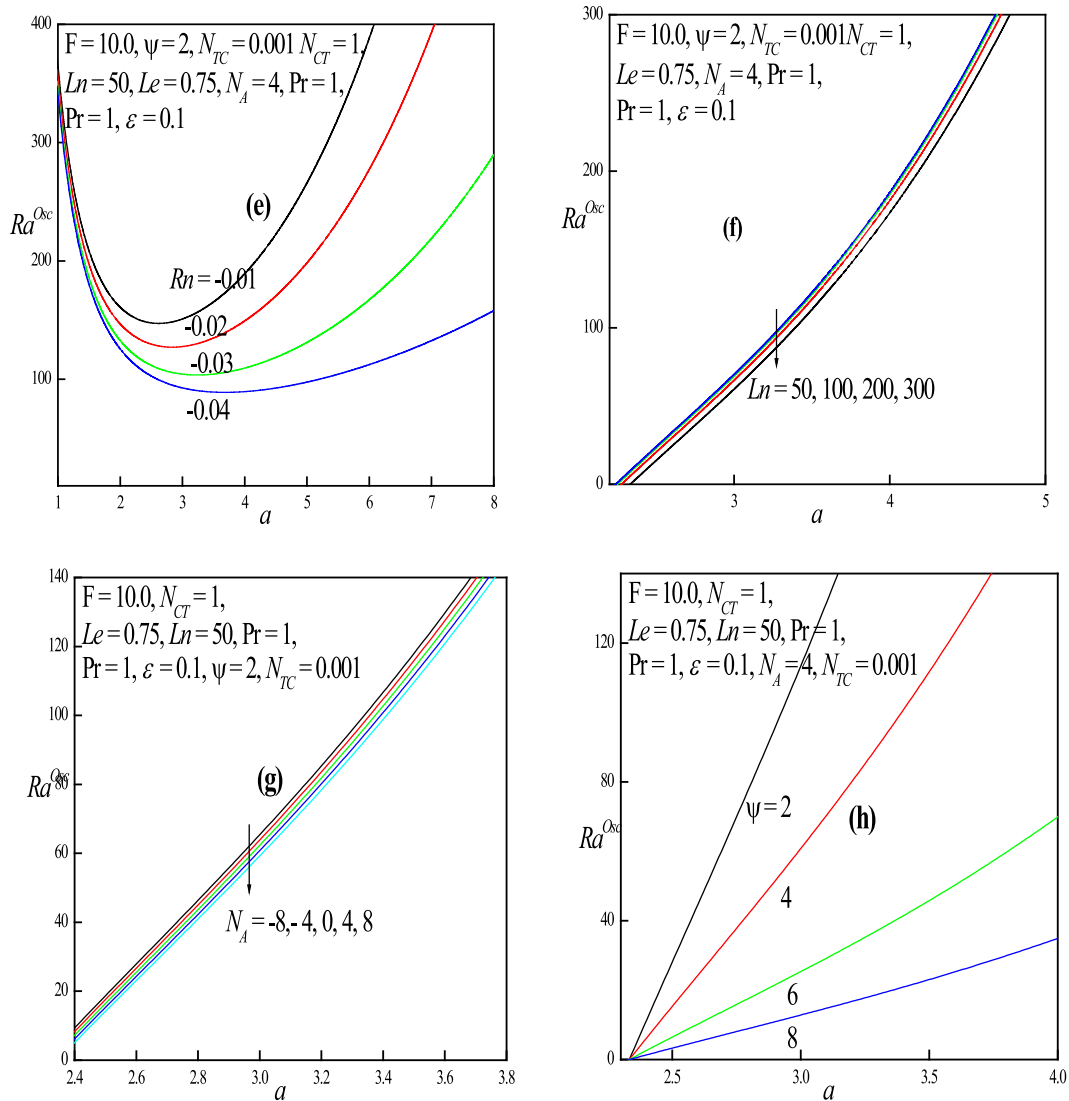 F = 10.0, ψ = 2, N_TC = 0.001 N_CT = 1,
Ln = 50, Le = 0.75, N_A = 4, Pr = 1,
Pr = 1, ε = 0.1
(e)
Ra^Osc
Rn = -0.01
-0.02
-0.03
-0.04
400
300
200
100
1 2 3 4 5 6 7 8
a
F = 10.0, ψ = 2, N_TC = 0.001N_CT = 1,
Le = 0.75, N_A = 4, Pr = 1,
Pr = 1, ε = 0.1
(f)
Ra^Osc
Ln = 50, 100, 200, 300
300
200
100
0
3 4 5
a
F = 10.0, N_CT = 1,
Le = 0.75, Ln = 50, Pr = 1,
Pr = 1, ε = 0.1, ψ = 2, N_TC = 0.001
(g)
Ra^Osc
N_A = -8,- 4, 0, 4, 8
140
120
100
80
60
40
20
0
2.4 2.6 2.8 3.0 3.2 3.4 3.6 3.8
a
F = 10.0, N_CT = 1,
Le = 0.75, Ln = 50, Pr = 1,
Pr = 1, ε = 0.1, N_A = 4, N_TC = 0.001
ψ = 2
(h)
Ra^Osc
4
6
8
120
80
40
0
2.5 3.0 3.5 4.0
a